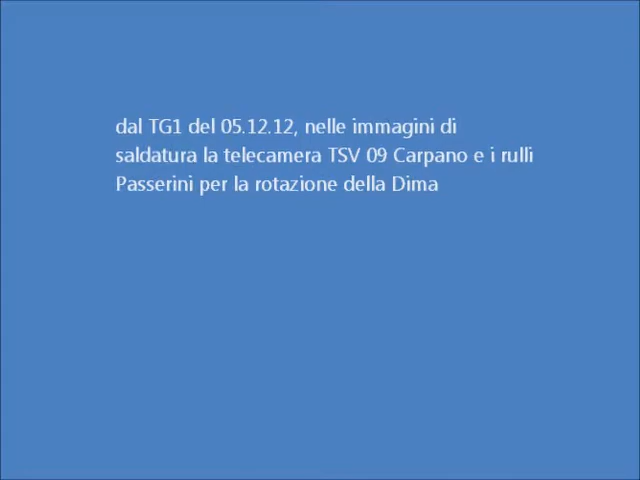 dal TG1 del 05.12.12, nelle immagini di
saldatura la telecamera TSV 09 Carpano e i rulli
Passerini per la rotazione della Dima